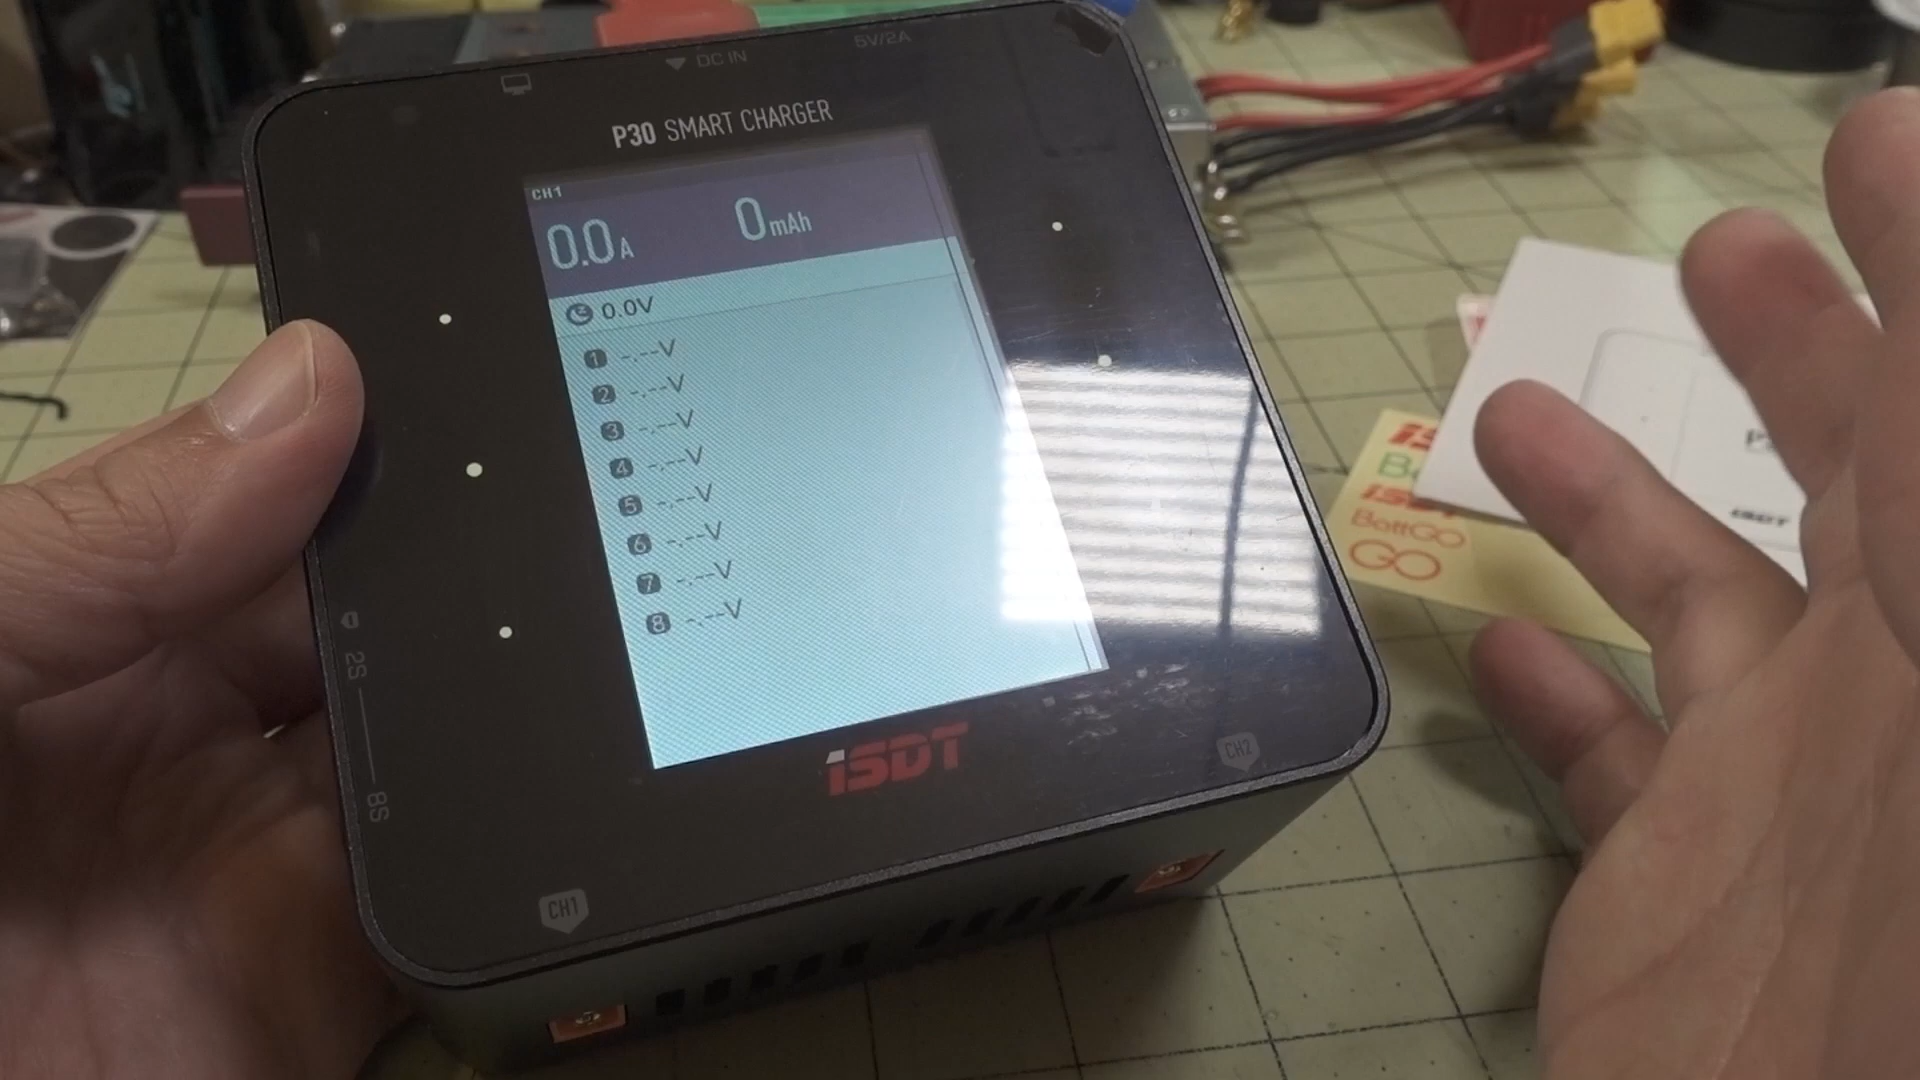 DC IN
5V/2A
P30 SMART CHARGER
CH1
0.0A
0mAh
0.0V
1 -.--V
2 -.--V
3 -.--V
4 -.--V
5 -.--V
6 -.--V
7 -.--V
8 -.--V
2S
8S
iSDT
CH1
CH2
iSDT
BattGO
GO
iSDT